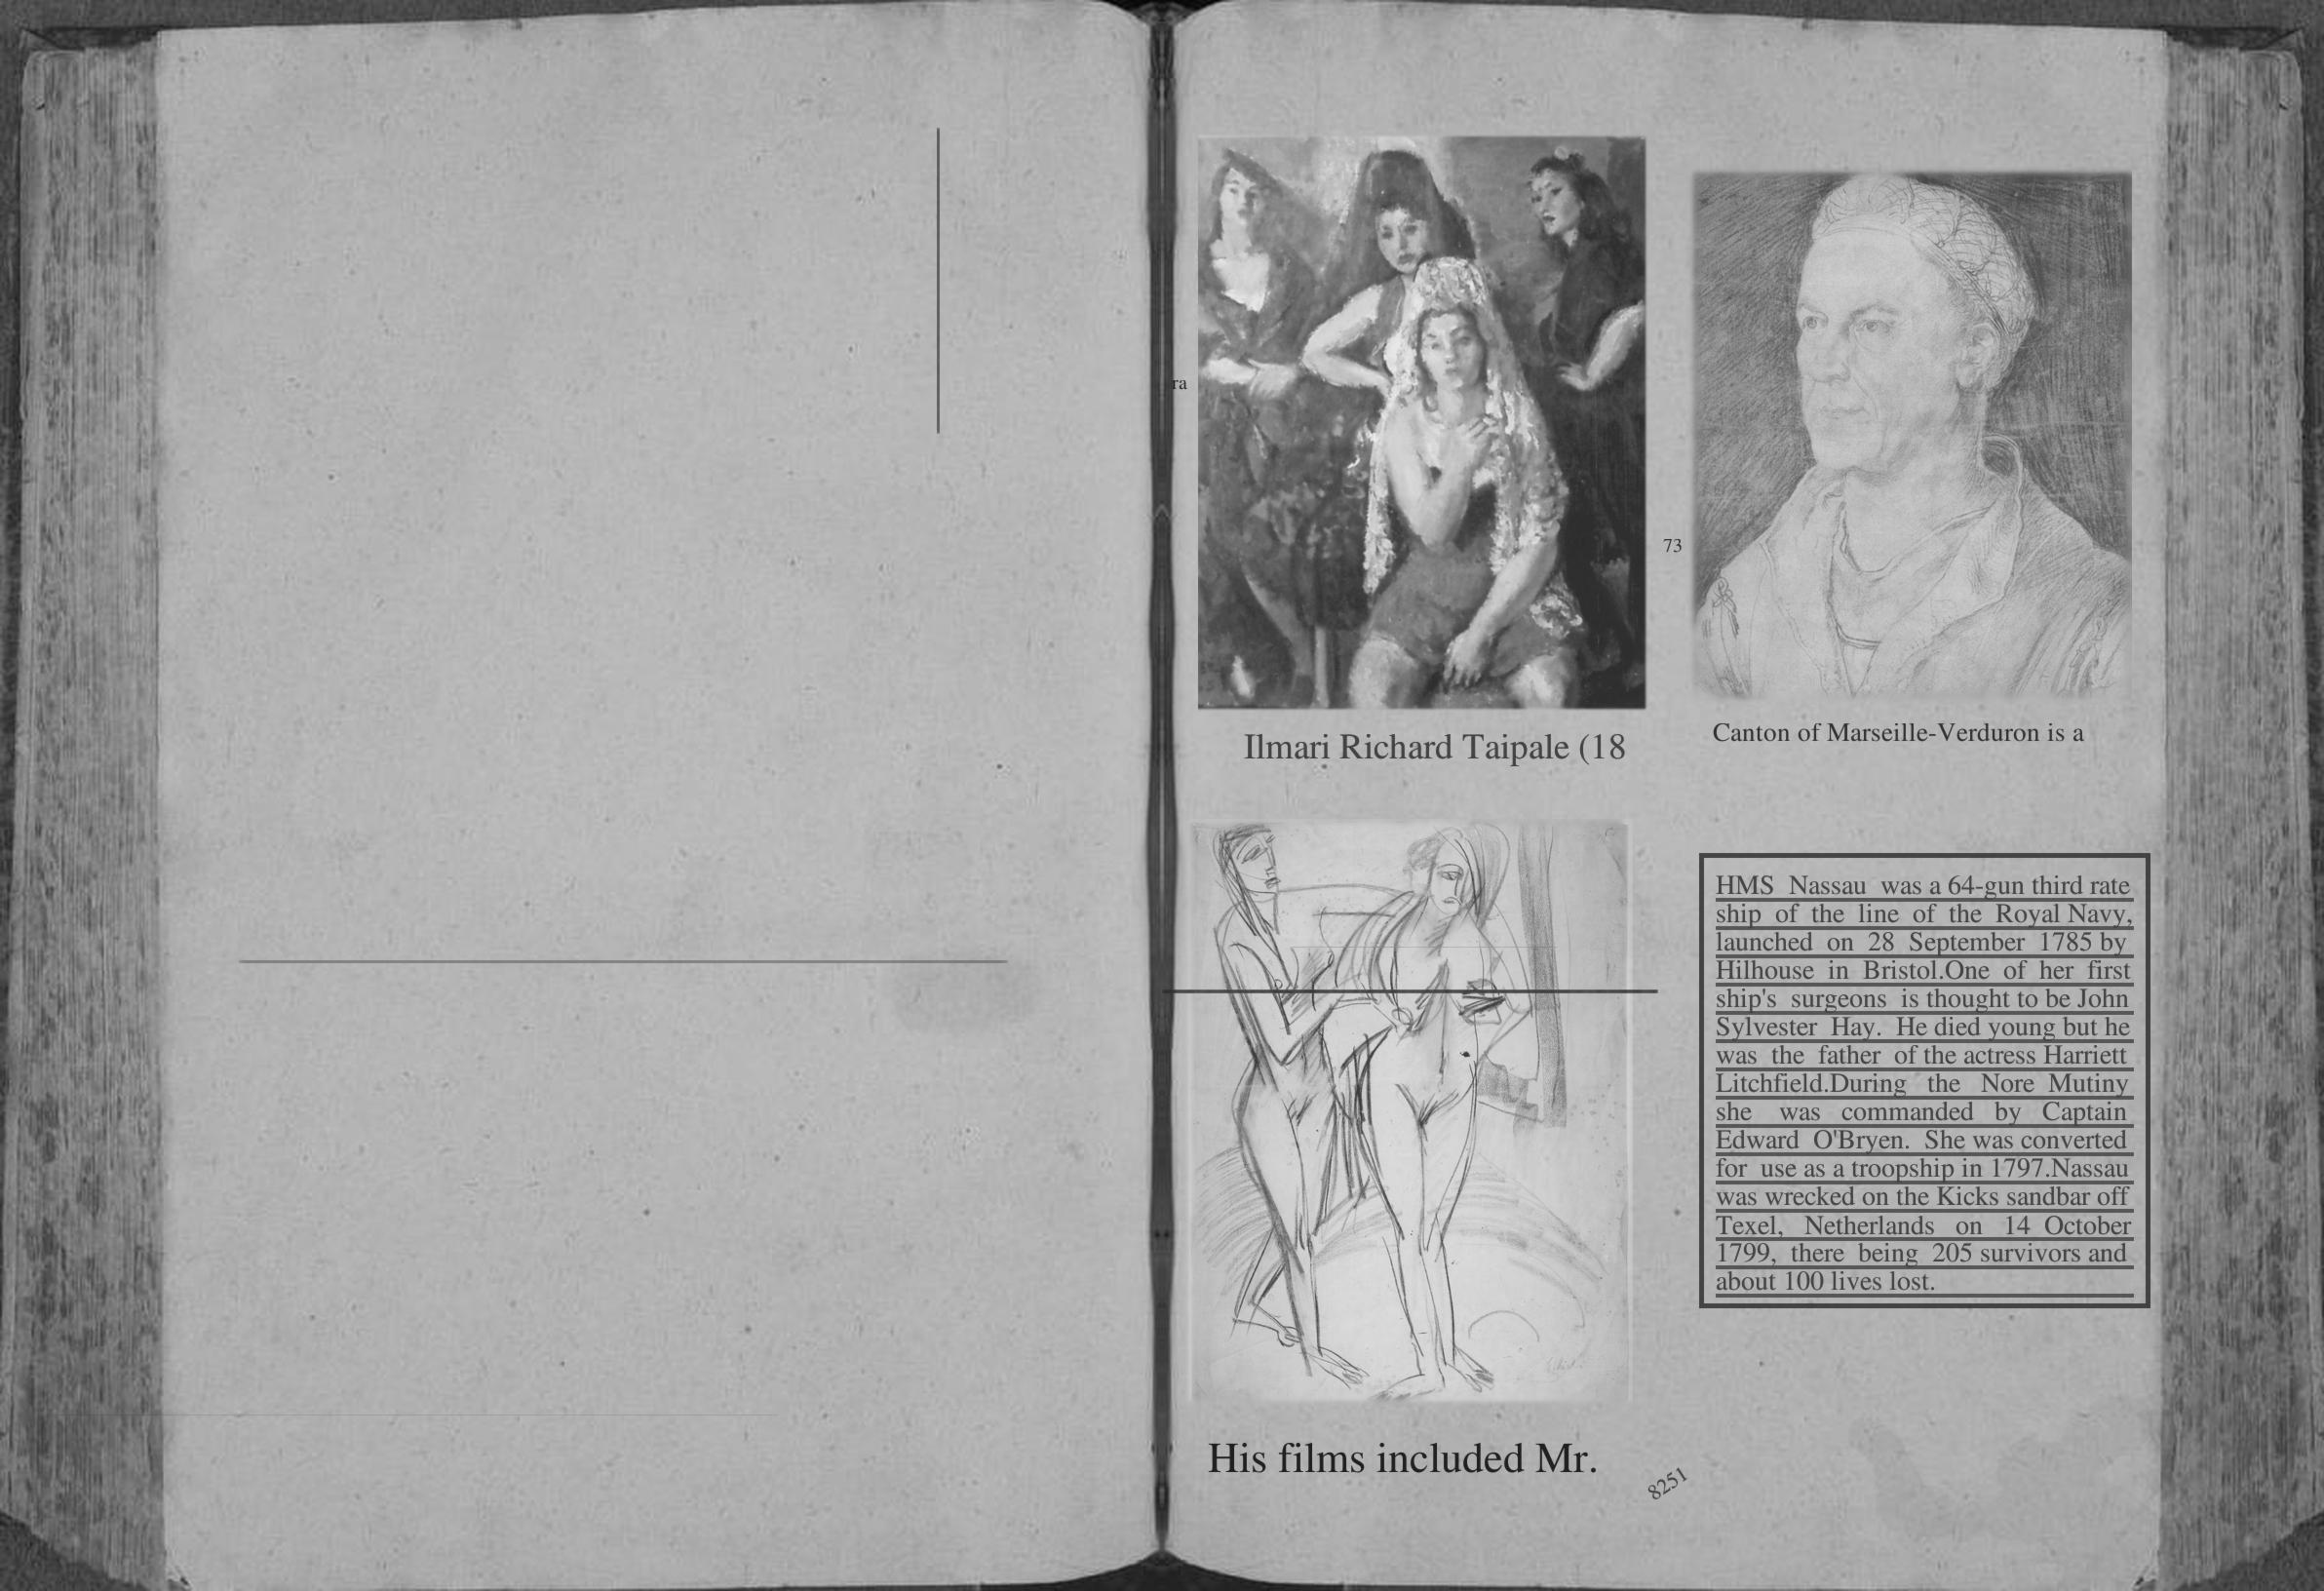 ra
73
Ilmari Richard Taipale (18
Canton of Marseille-Verduron is a
HMS Nassau was a 64-gun third rate
ship of the line of the Royal Navy,
launched on 28 September 1785 by
Hilhouse in Bristol.One of her first
ship's surgeons is thought to be John
Sylvester Hay. He died young but he
was the father of the actress Harriett
Litchfield.During the Nore Mutiny
she was commanded by Captain
Edward O'Bryen. She was converted
for use as a troopship in 1797.Nassau
was wrecked on the Kicks sandbar off
Texel, Netherlands on 14 October
1799, there being 205 survivors and
about 100 lives lost.
His films included Mr.
8251